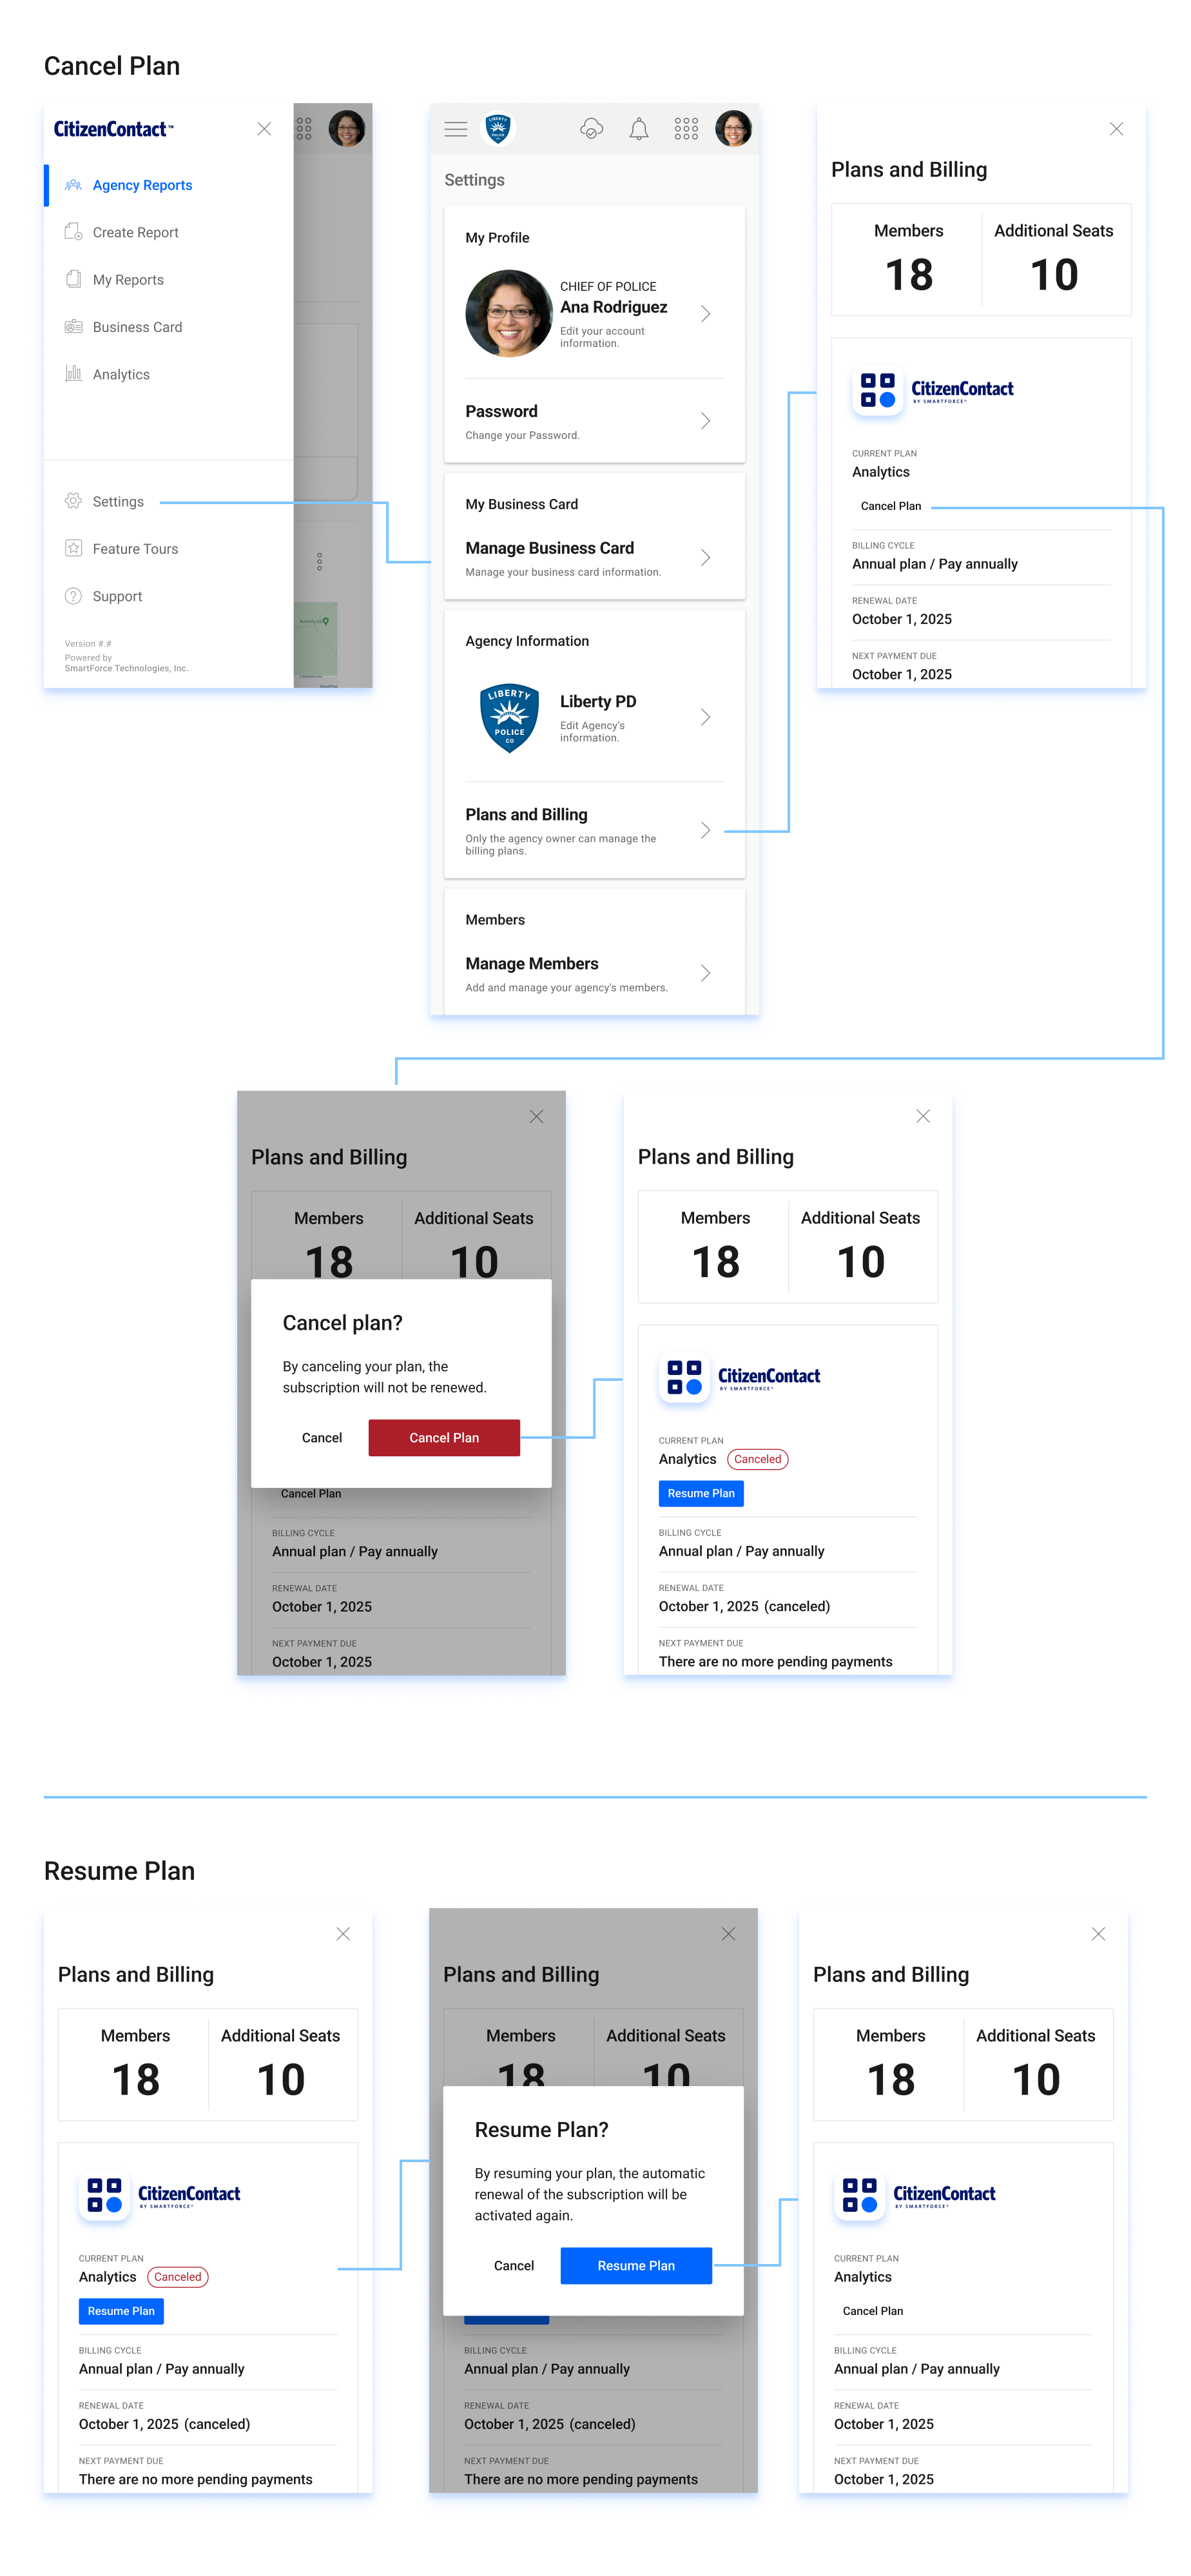 Cancel Plan
CitizenContact™
Agency Reports
Create Report
My Reports
Business Card
Analytics
Settings
Feature Tours
Support
Version #.#
Powered by
SmartForce Technologies, Inc.
LIBERTY
POLICE
Settings
My Profile
CHIEF OF POLICE
Ana Rodriguez
Edit your account
information.
Password
Change your Password.
My Business Card
Manage Business Card
Manage your business card information.
Agency Information
LIBERTY
POLICE
CO
Liberty PD
Edit Agency's
information.
Plans and Billing
Only the agency owner can manage the
billing plans.
Members
Manage Members
Add and manage your agency's members.
Plans and Billing
Members
Additional Seats
18
10
CitizenContact
BY SMARTFORCE®
CURRENT PLAN
Analytics
Cancel Plan
BILLING CYCLE
Annual plan / Pay annually
RENEWAL DATE
October 1, 2025
NEXT PAYMENT DUE
October 1, 2025
Plans and Billing
Members
Additional Seats
18
10
Cancel plan?
By canceling your plan, the
subscription will not be renewed.
Cancel
Cancel Plan
Cancel Plan
BILLING CYCLE
Annual plan / Pay annually
RENEWAL DATE
October 1, 2025
NEXT PAYMENT DUE
October 1, 2025
Plans and Billing
Members
Additional Seats
18
10
CitizenContact
BY SMARTFORCE®
CURRENT PLAN
Analytics
Canceled
Resume Plan
BILLING CYCLE
Annual plan / Pay annually
RENEWAL DATE
October 1, 2025 (canceled)
NEXT PAYMENT DUE
There are no more pending payments
Resume Plan
Plans and Billing
Members
Additional Seats
18
10
CitizenContact
BY SMARTFORCE®
CURRENT PLAN
Analytics
Canceled
Resume Plan
BILLING CYCLE
Annual plan / Pay annually
RENEWAL DATE
October 1, 2025 (canceled)
NEXT PAYMENT DUE
There are no more pending payments
Plans and Billing
Members
Additional Seats
18
10
Resume Plan?
By resuming your plan, the automatic
renewal of the subscription will be
activated again.
Cancel
Resume Plan
BILLING CYCLE
Annual plan / Pay annually
RENEWAL DATE
October 1, 2025 (canceled)
NEXT PAYMENT DUE
There are no more pending payments
Plans and Billing
Members
Additional Seats
18
10
CitizenContact
BY SMARTFORCE®
CURRENT PLAN
Analytics
Cancel Plan
BILLING CYCLE
Annual plan / Pay annually
RENEWAL DATE
October 1, 2025
NEXT PAYMENT DUE
October 1, 2025